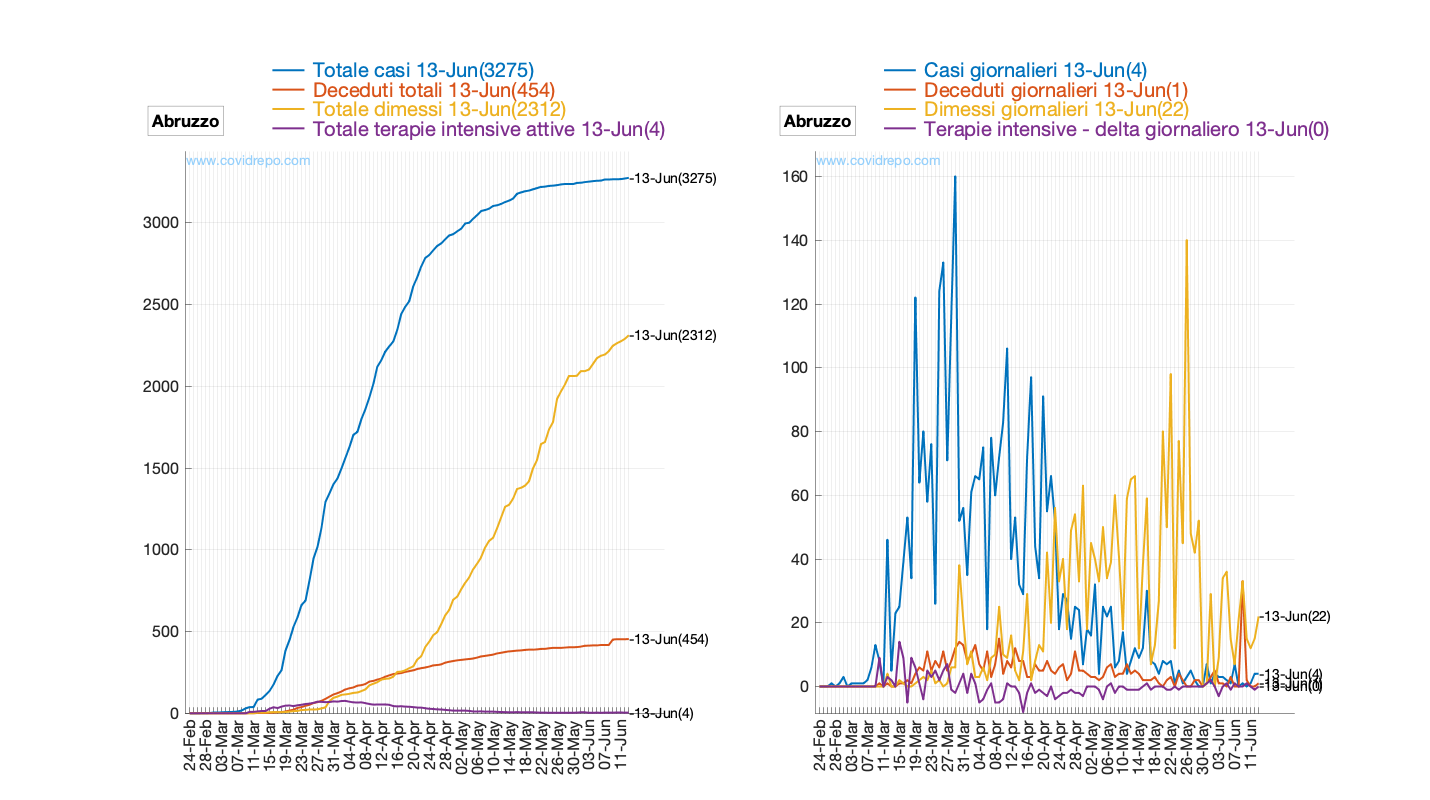 Totale casi 13-Jun(3275)
Deceduti totali 13-Jun(454)
Totale dimessi 13-Jun(2312)
Totale terapie intensive attive 13-Jun(4)
Abruzzo
www.covidrepo.com
3000
2500
2000
1500
1000
500
0
-13-Jun(3275)
-13-Jun(2312)
-13-Jun(454)
-13-Jun(4)
24-Feb
28-Feb
03-Mar
07-Mar
11-Mar
15-Mar
19-Mar
23-Mar
27-Mar
31-Mar
04-Apr
08-Apr
12-Apr
16-Apr
20-Apr
24-Apr
28-Apr
02-May
06-May
10-May
14-May
18-May
22-May
26-May
30-May
03-Jun
07-Jun
11-Jun
Casi giornalieri 13-Jun(4)
Deceduti giornalieri 13-Jun(1)
Dimessi giornalieri 13-Jun(22)
Terapie intensive - delta giornaliero 13-Jun(0)
Abruzzo
www.covidrepo.com
160
140
120
100
80
60
40
20
0
-13-Jun(22)
-13-Jun(4)
24-Feb
28-Feb
03-Mar
07-Mar
11-Mar
15-Mar
19-Mar
23-Mar
27-Mar
31-Mar
04-Apr
08-Apr
12-Apr
16-Apr
20-Apr
24-Apr
28-Apr
02-May
06-May
10-May
14-May
18-May
22-May
26-May
30-May
03-Jun
07-Jun
11-Jun